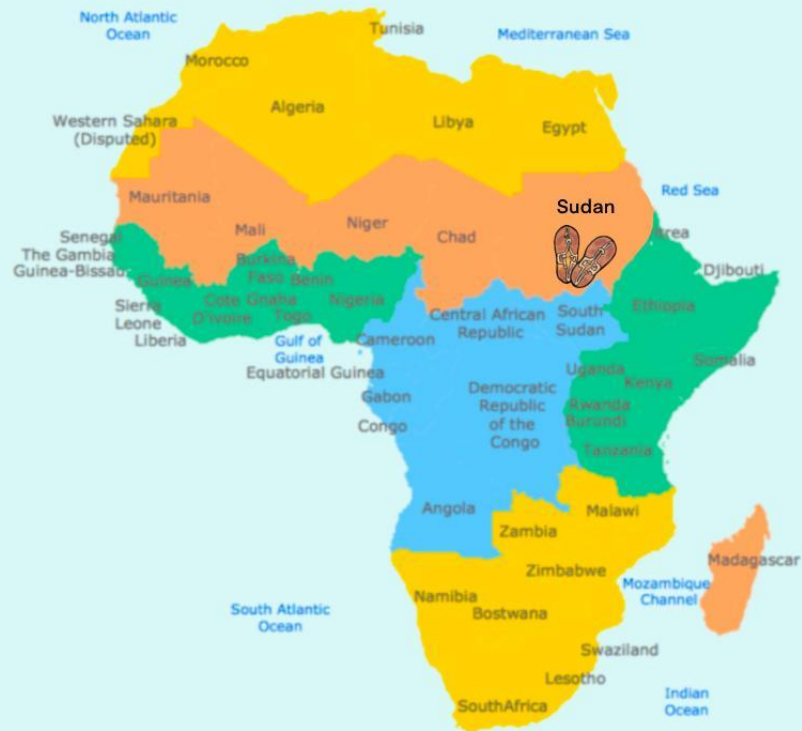 North Atlantic
Ocean
Tunisia
Mediterranean Sea
Morocco
Algeria
Libya
Egypt
Western Sahara
(Disputed)
Mauritania
Mali
Niger
Chad
Sudan
Red Sea
Senegal
The Gambia
Guinea-Bissau
Guinea
Burkina
Faso
Benin
Nigeria
Cote
D'ivoire
Gnaha
Togo
Sierra
Leone
Liberia
Gulf of
Guinea
Cameroon
Central African
Republic
South
Sudan
trea
Djibouti
Ethiopia
Somalia
Equatorial Guinea
Gabon
Congo
Democratic
Republic
of the
Congo
Uganda
Kenya
Rwanda
Burundi
Tanzania
Angola
Zambia
Malawi
Zimbabwe
Mozambique
Channel
Madagascar
Namibia
Bostwana
South Atlantic
Ocean
Swaziland
Lesotho
SouthAfrica
Indian
Ocean